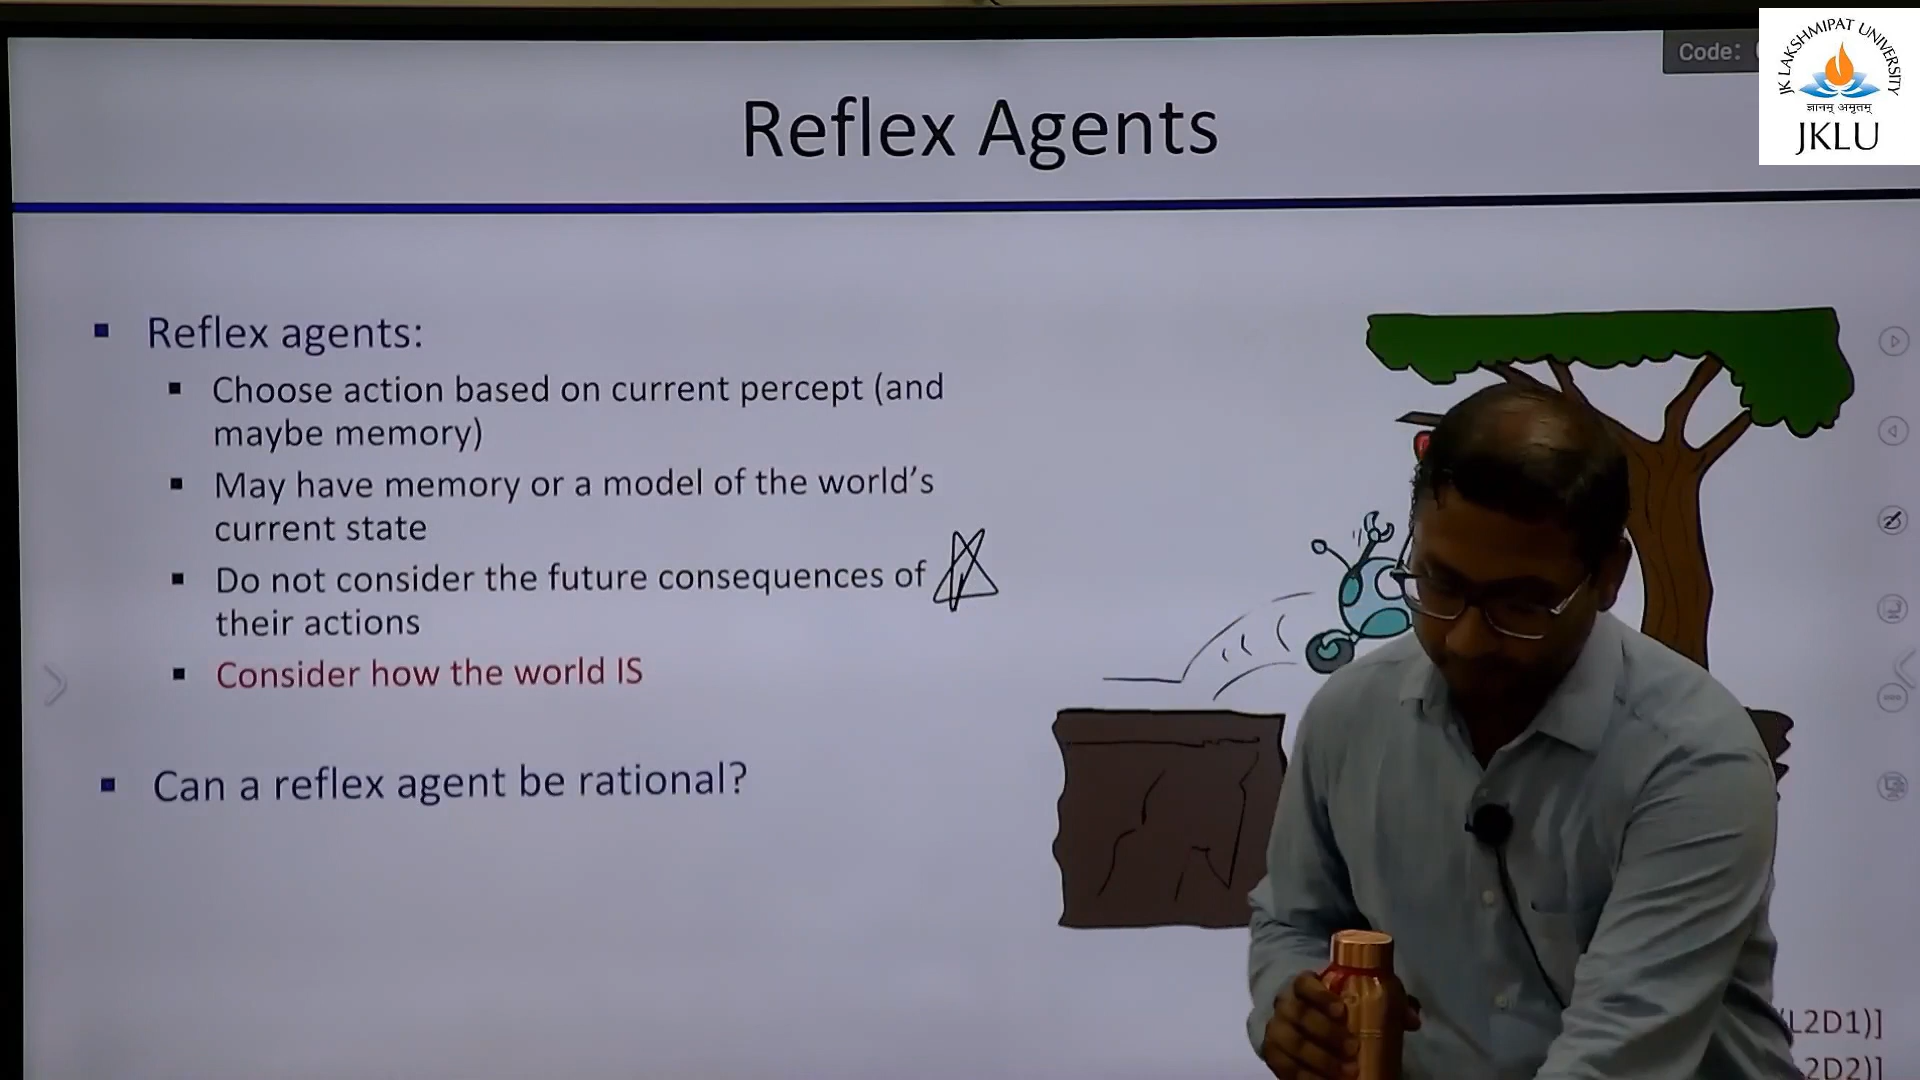 Code:
JK LAKSHMIPAT UNIVERSITY
ज्ञानम् अमृतम्
JKLU
Reflex Agents
Reflex agents:
Choose action based on current percept (and
maybe memory)
May have memory or a model of the world's
current state
Do not consider the future consequences of
their actions
Consider how the world IS
Can a reflex agent be rational?
L2D1)]
L2D2)]